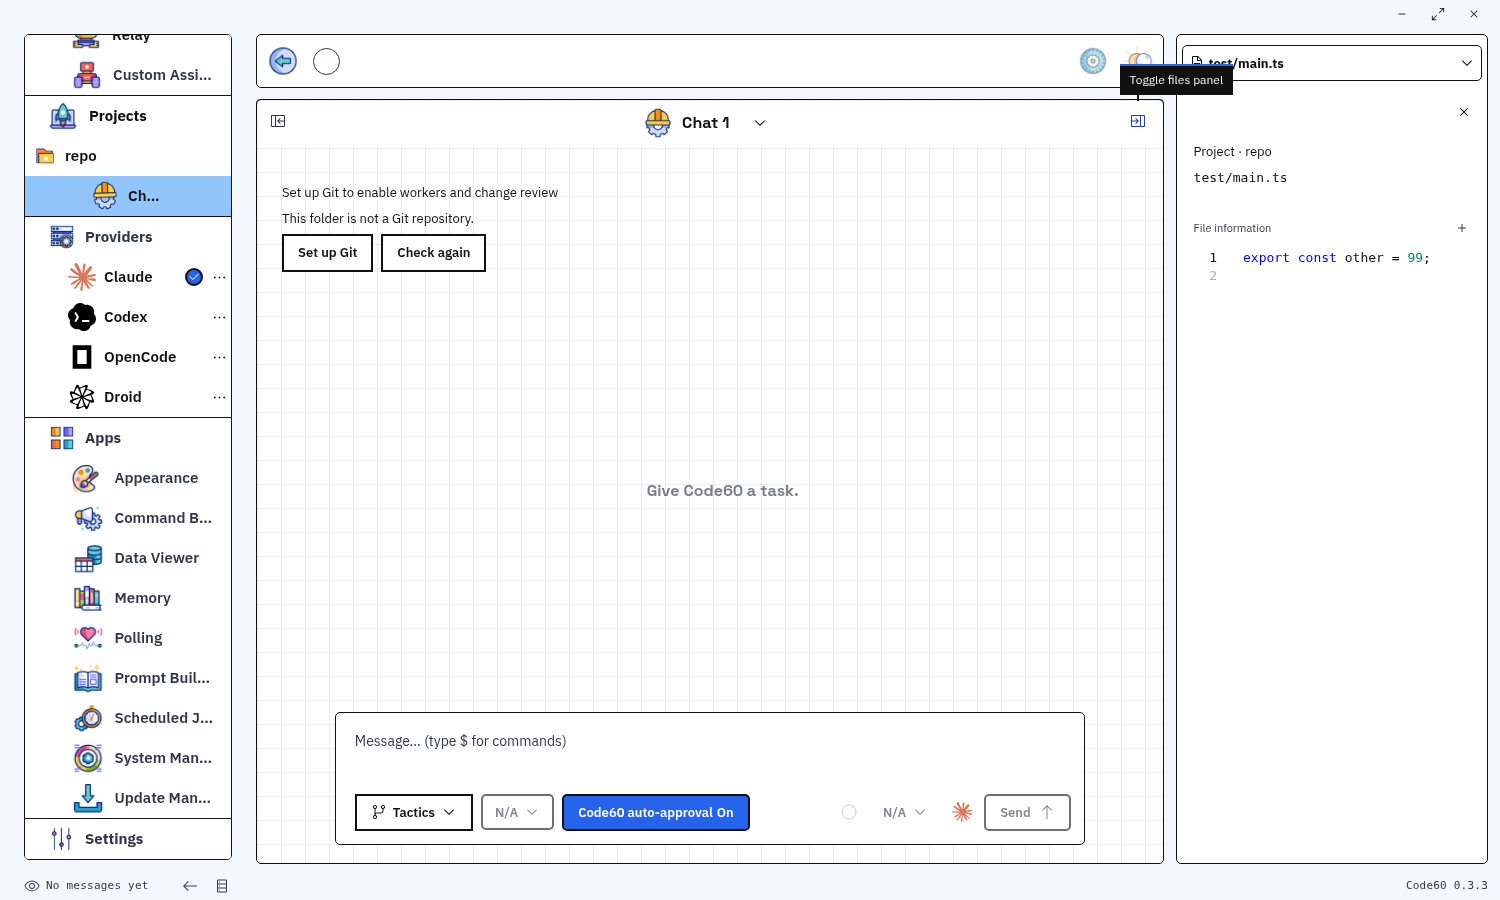 Relay
Custom Assi...
Projects
repo
Ch...
Providers
Claude
Codex
OpenCode
Droid
Apps
Appearance
Command B...
Data Viewer
Memory
Polling
Prompt Buil...
Scheduled J...
System Man...
Update Man...
Settings
No messages yet
Toggle files panel
Chat 1
Set up Git to enable workers and change review
This folder is not a Git repository.
Set up Git
Check again
Give Code60 a task.
Message... (type $ for commands)
Tactics
N/A
Code60 auto-approval On
N/A
Send
test/main.ts
Project · repo
test/main.ts
File information
1 export const other = 99;
2
Code60 0.3.3